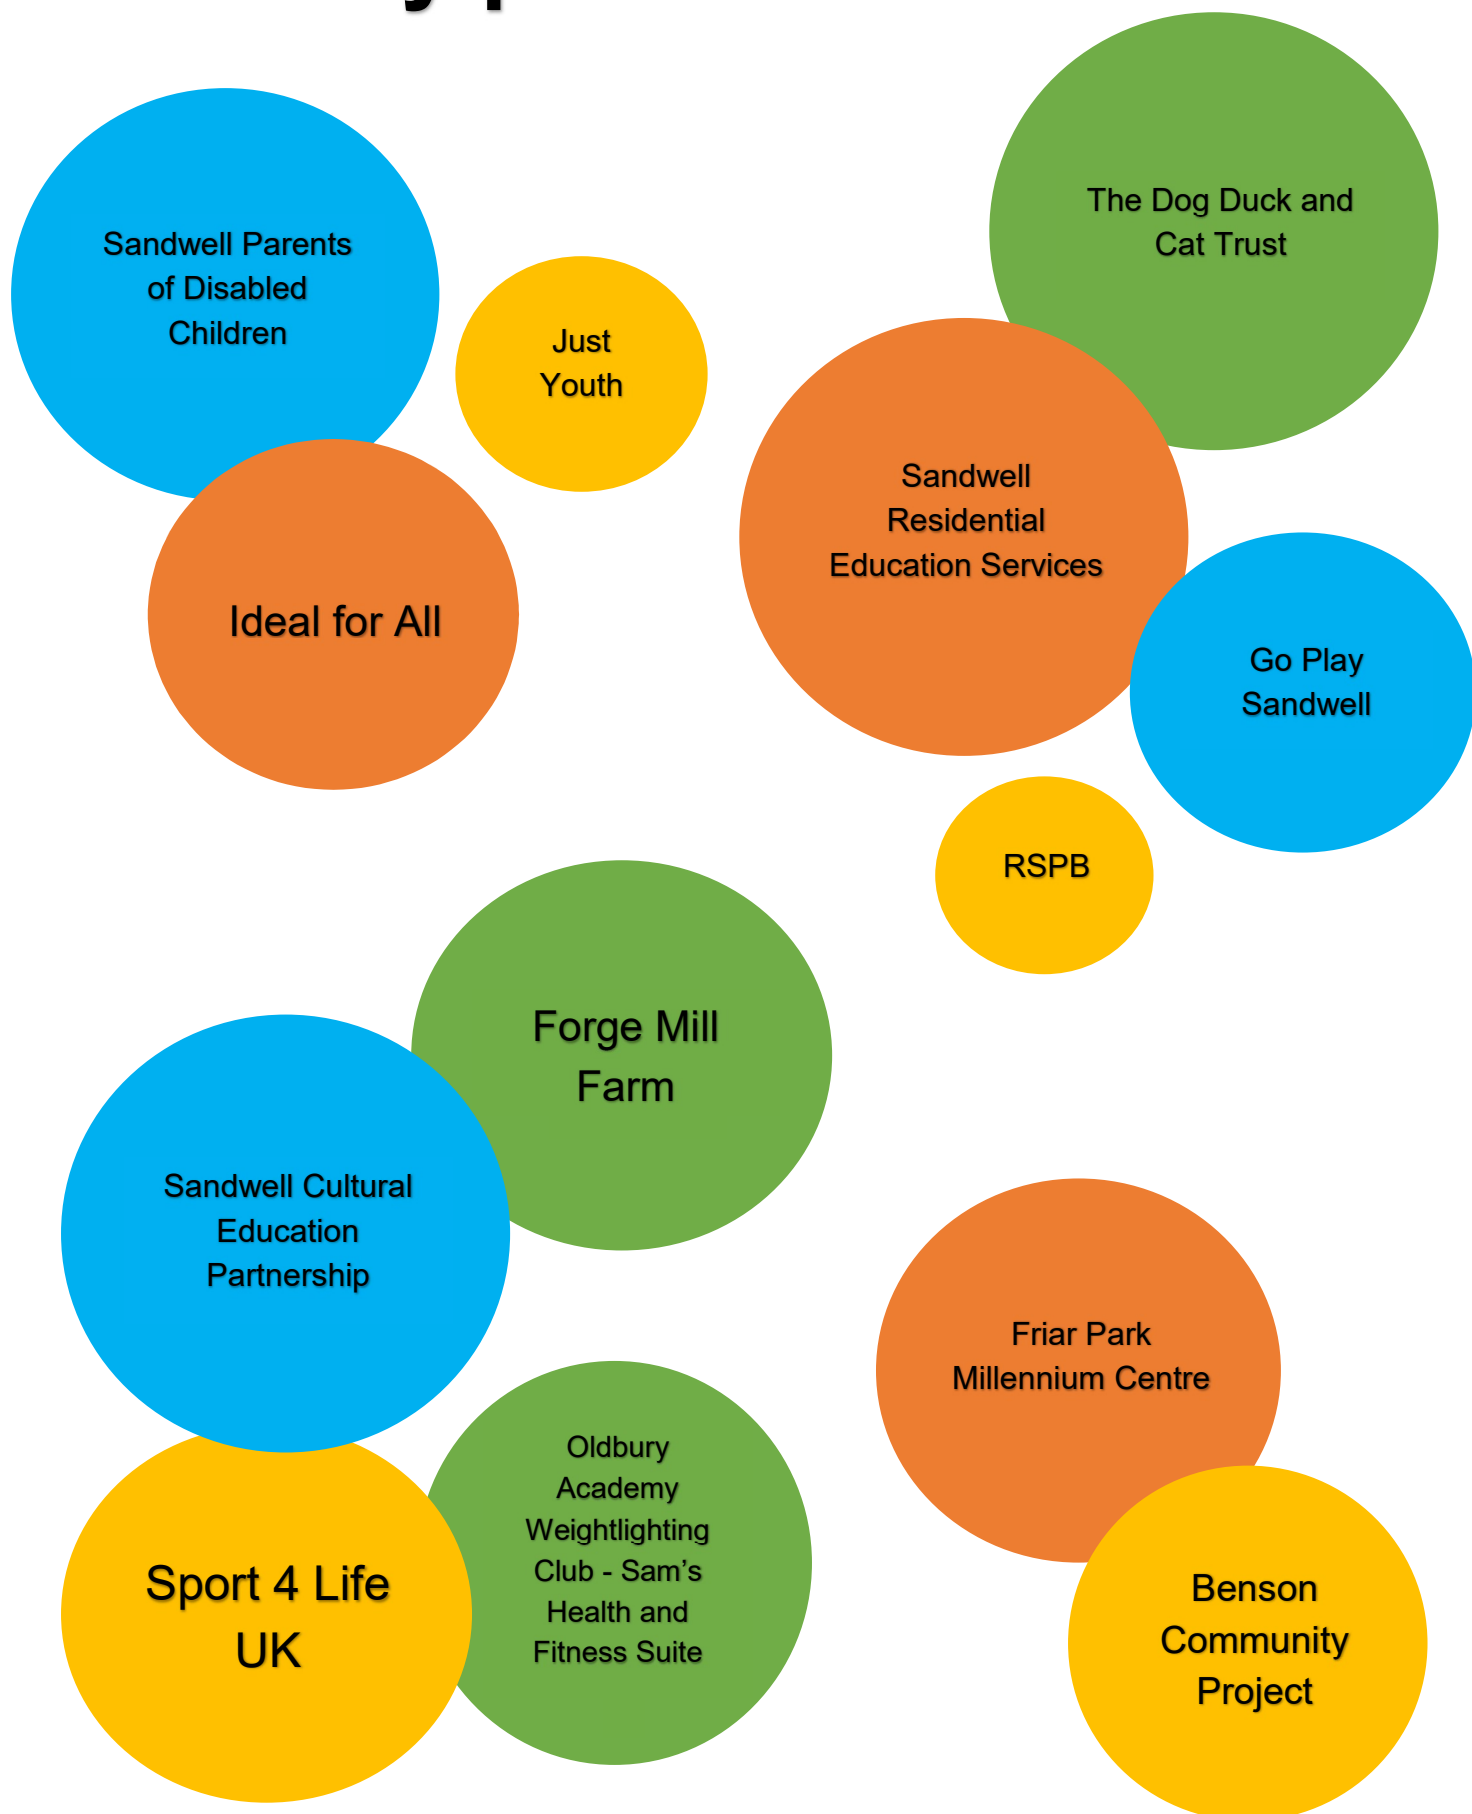 Sandwell Parents
of Disabled
Children
Just
Youth
Ideal for All
The Dog Duck and
Cat Trust
Sandwell
Residential
Education Services
Go Play
Sandwell
RSPB
Forge Mill
Farm
Sandwell Cultural
Education
Partnership
Friar Park
Millennium Centre
Oldbury
Academy
Weightlighting
Club - Sam’s
Health and
Fitness Suite
Sport 4 Life
UK
Benson
Community
Project